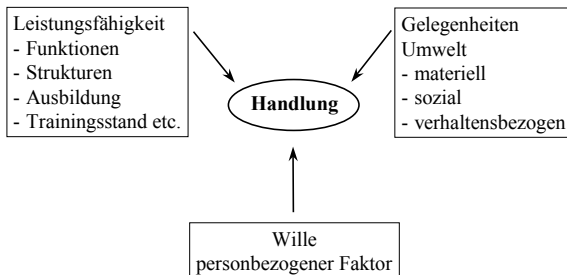 Leistungsfähigkeit
- Funktionen
- Strukturen
- Ausbildung
- Trainingsstand etc.
Handlung
Gelegenheiten
Umwelt
- materiell
- sozial
- verhaltensbezogen
Wille
personbezogener Faktor